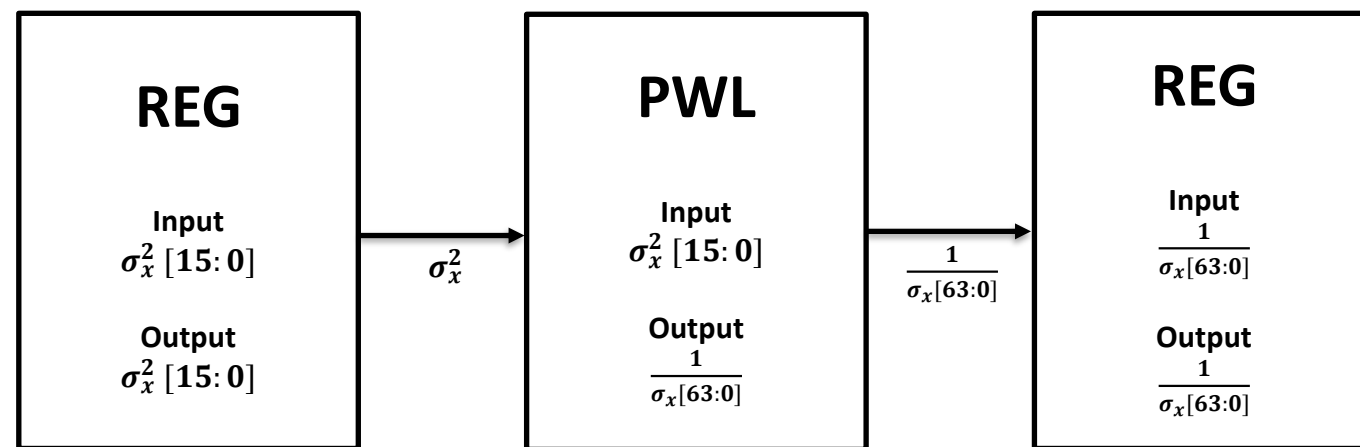 REG
Input
σ_x^2 [15:0]
Output
σ_x^2 [15:0]
σ_x^2
PWL
Input
σ_x^2 [15:0]
Output
1
σ_x[63:0]
1
σ_x[63:0]
REG
Input
1
σ_x[63:0]
Output
1
σ_x[63:0]